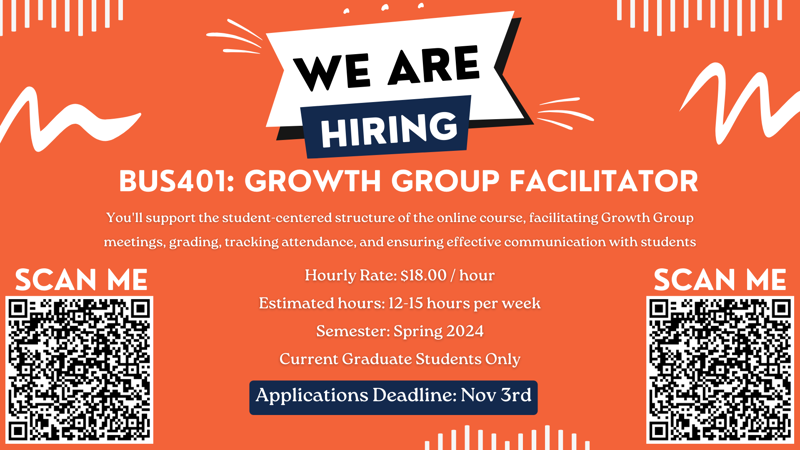 WE ARE
HIRING
BUS401: GROWTH GROUP FACILITATOR
You'll support the student-centered structure of the online course, facilitating Growth Group
meetings, grading, tracking attendance, and ensuring effective communication with students
SCAN ME
Hourly Rate: $18.00 / hour
Estimated hours: 12-15 hours per week
Semester: Spring 2024
Current Graduate Students Only
Applications Deadline: Nov 3rd
SCAN ME